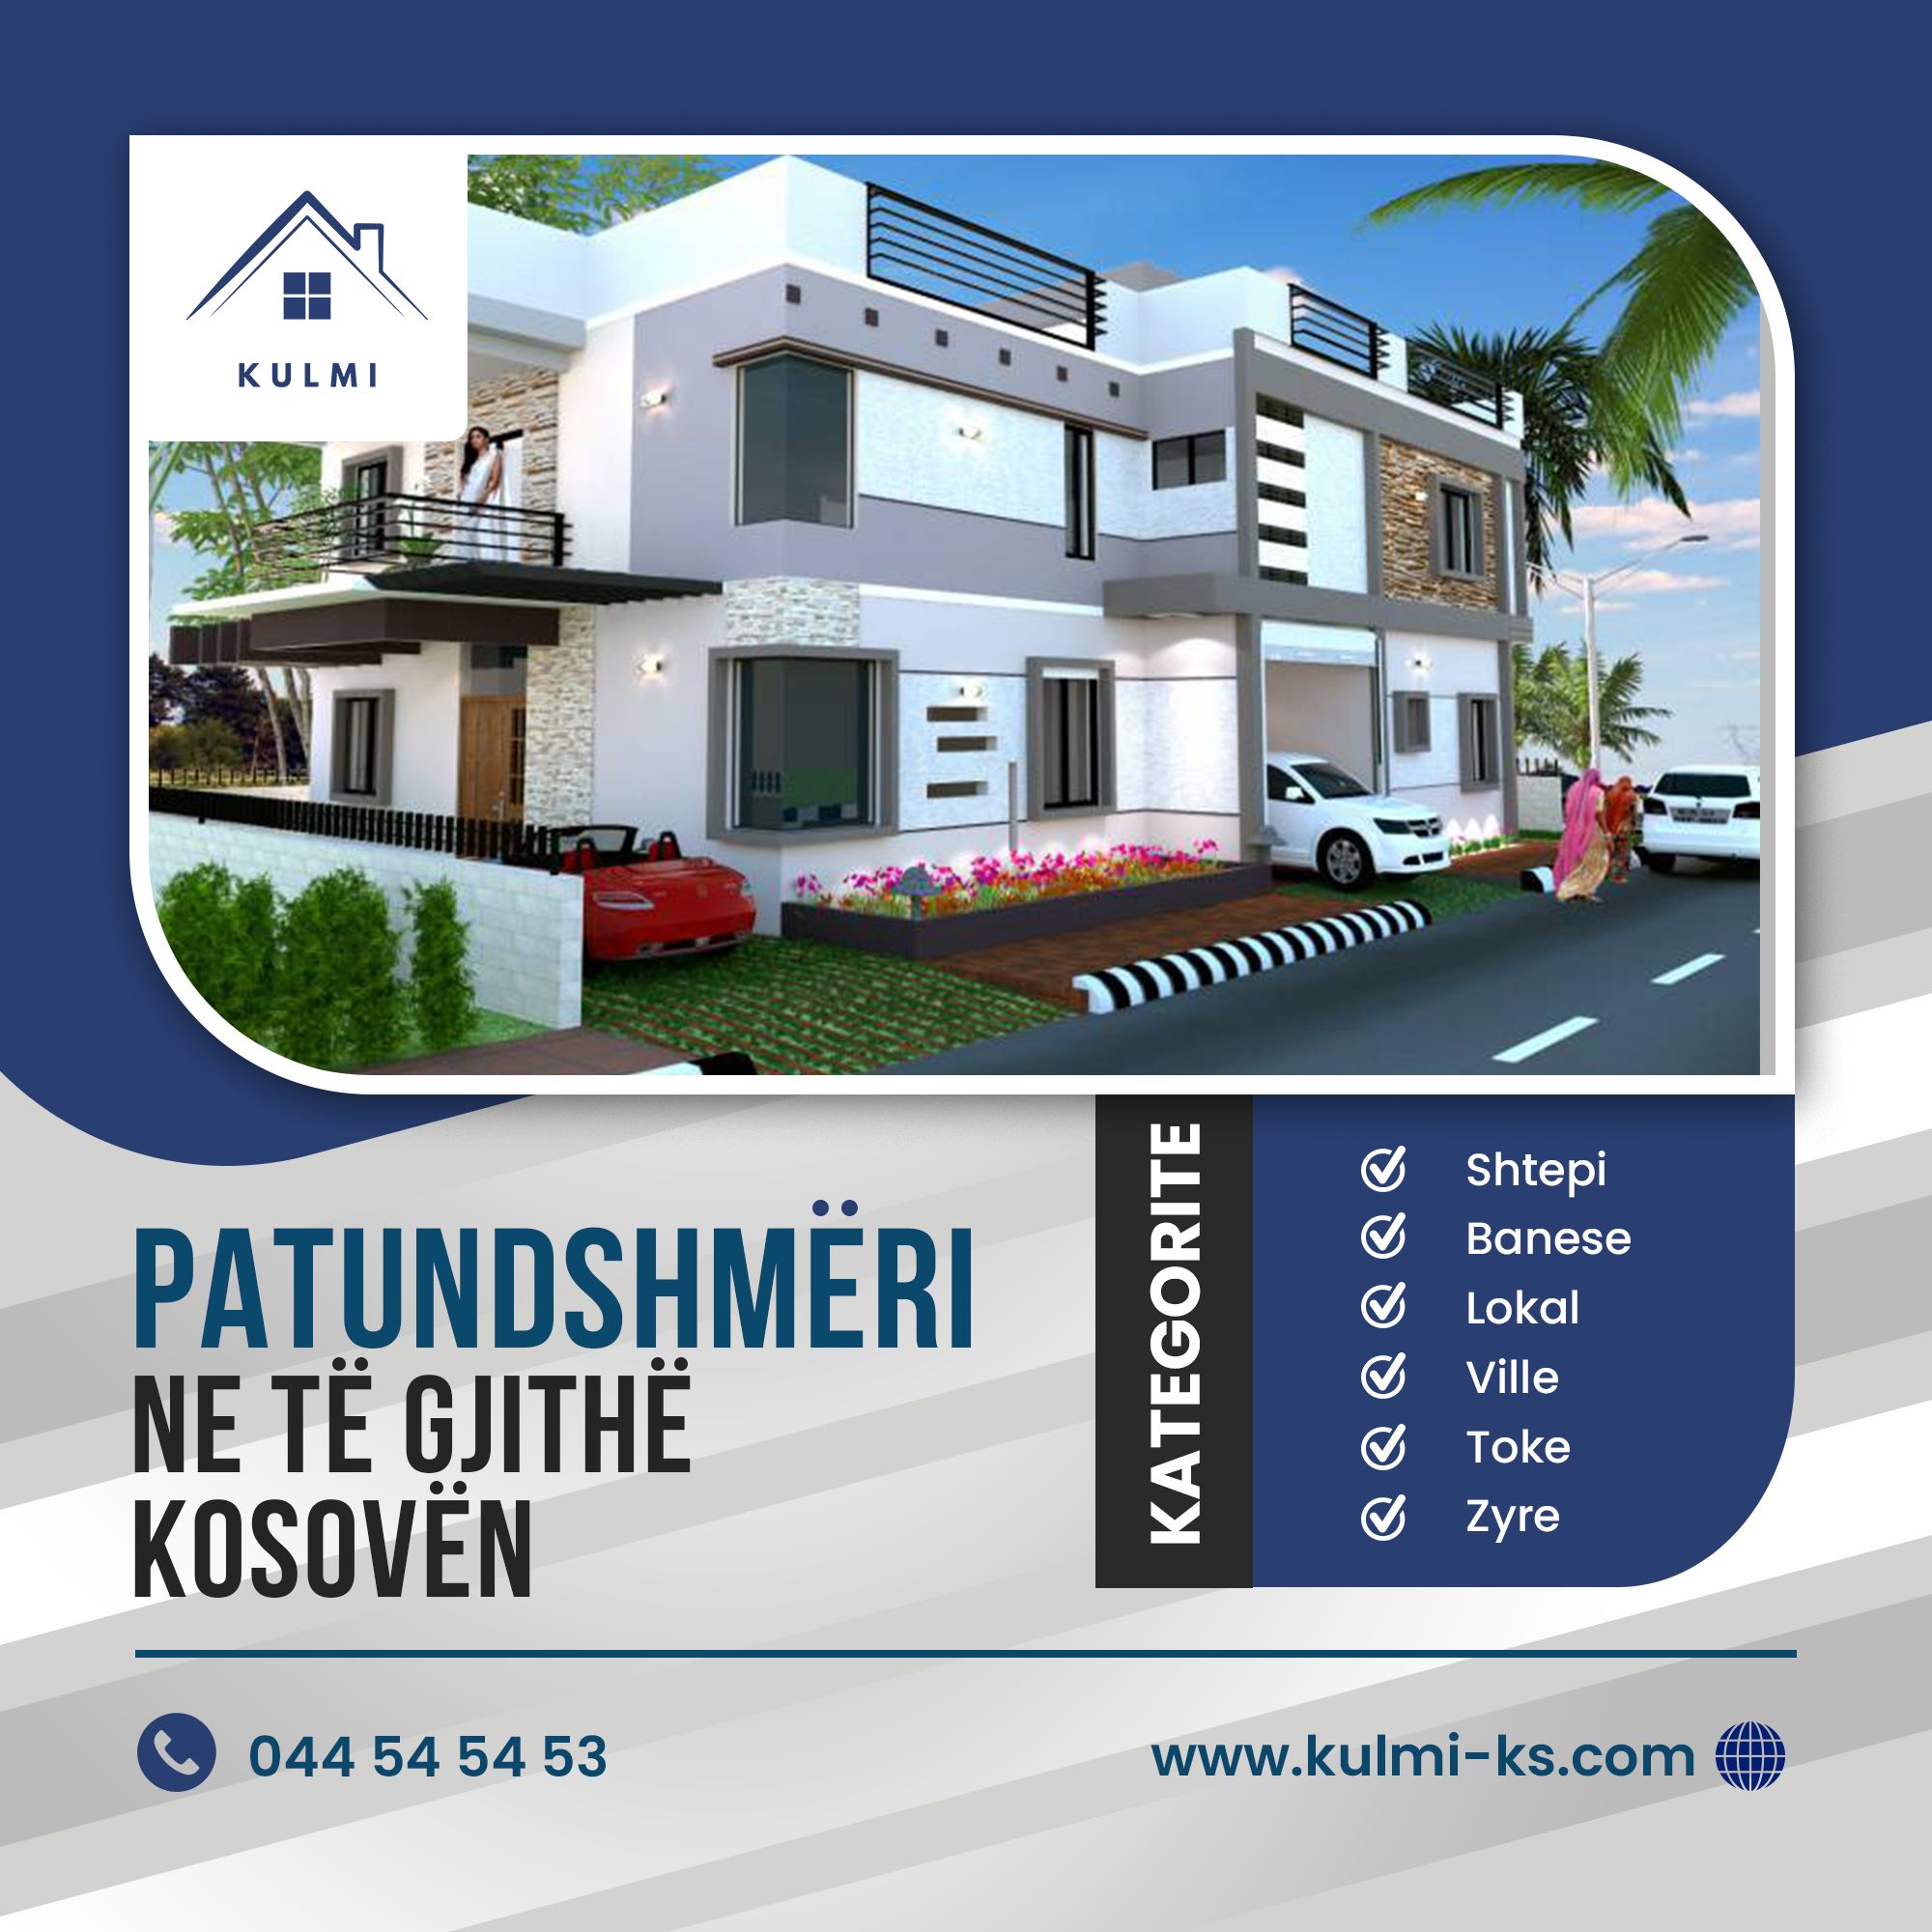 KULMI
PATUNDSHMËRI
NE TË GJITHË
KOSOVËN
KATEGORITE
Shtepi
Banese
Lokal
Ville
Toke
Zyre
044 54 54 53
www.kulmi-ks.com